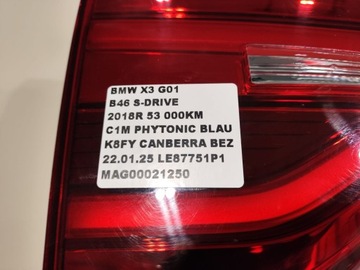 BMW X3 G01
B46 S-DRIVE
2018R 53 000KM
C1M PHYTONIC BLAU
K8FY CANBERRA BEZ
22.01.25 LE87751P1
MAG00021250